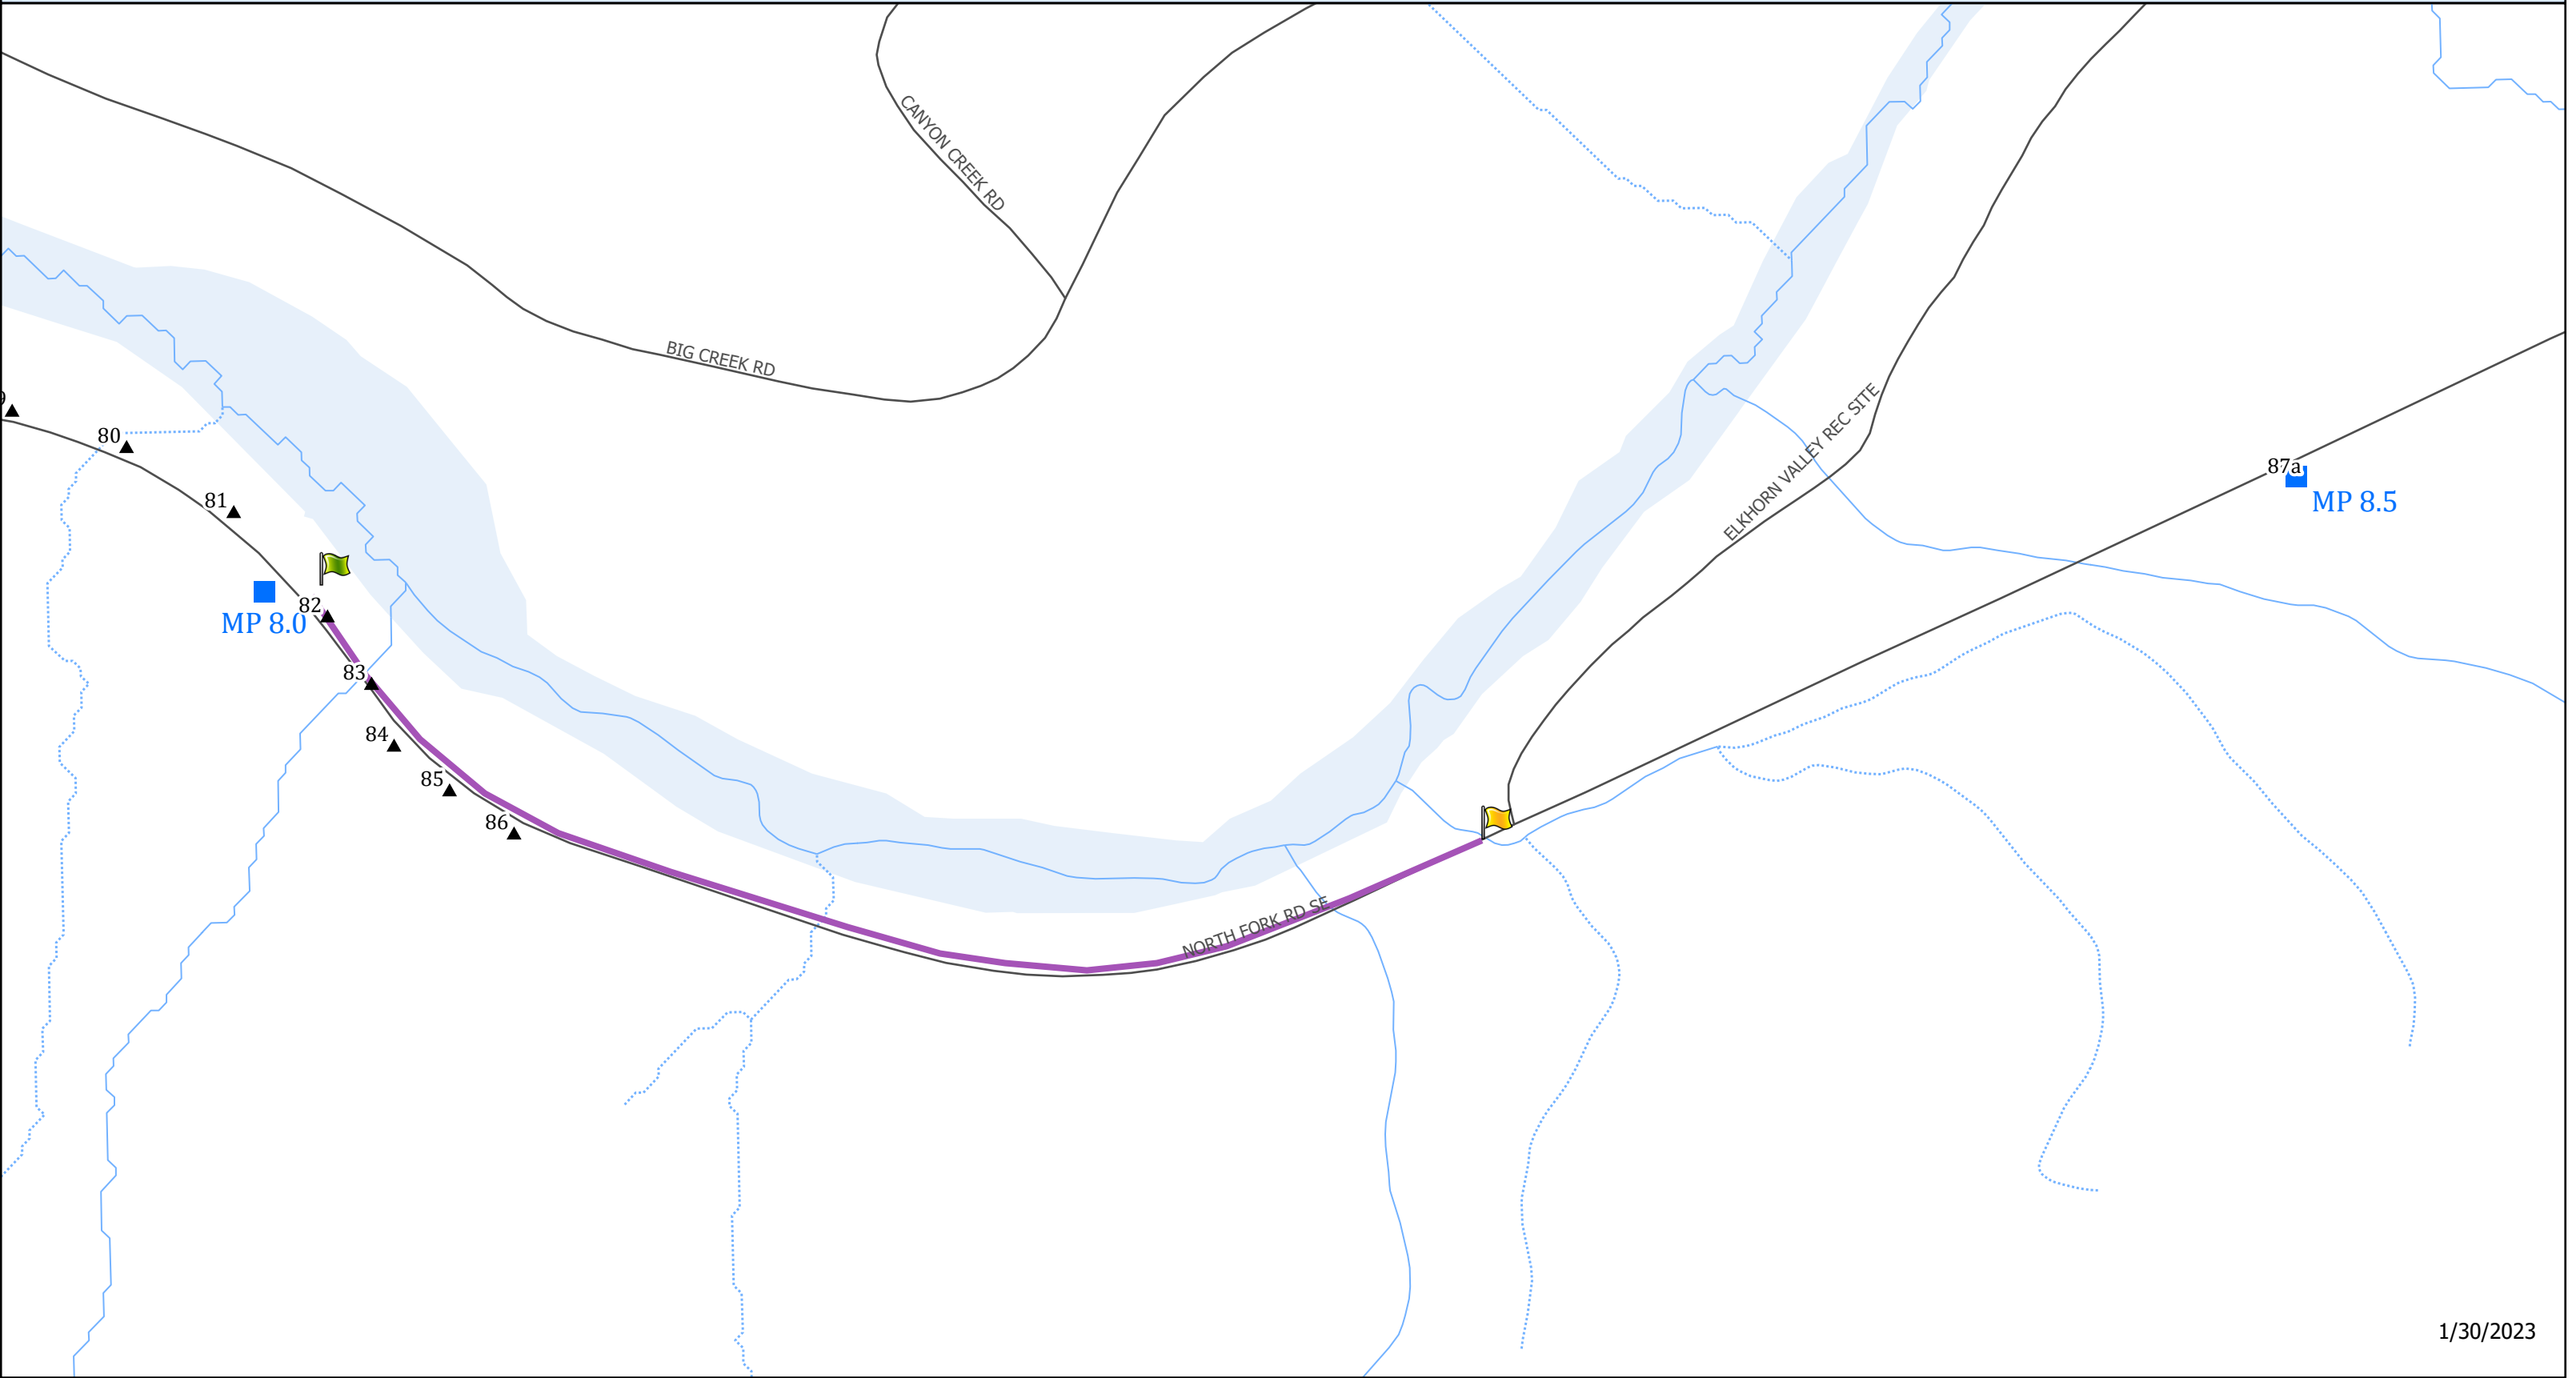 CANYON CREEK RD
BIG CREEK RD
ELKHORN VALLEY REC SITE
9
80
87a
MP 8.5
81
82
MP 8.0
83
84
85
86
NORTH FORK RD SE
1/30/2023